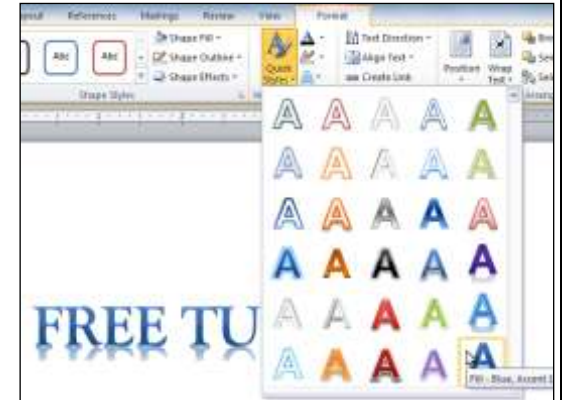 References Mailings Review View Format
Shape Fill
Shape Outline
Shape Effects
Abc Abc
Shape Styles
Quick Styles
Text Direction
Align Text
Create Link
Position
Wrap Text
A A A A A
A A A A A
A A A A A
A A A A A
A A A A A
A A A A A
FREE TU
Fill - Blue, Accent 1